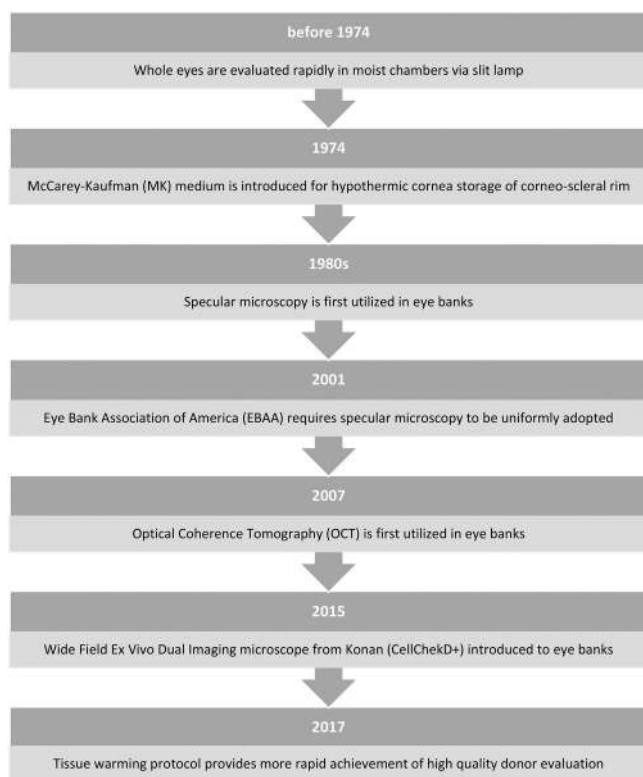 before 1974
Whole eyes are evaluated rapidly in moist chambers via slit lamp
1974
McCarey-Kaufman (MK) medium is introduced for hypothermic cornea storage of corneo-scleral rim
1980s
Specular microscopy is first utilized in eye banks
2001
Eye Bank Association of America (EBAA) requires specular microscopy to be uniformly adopted
2007
Optical Coherence Tomography (OCT) is first utilized in eye banks
2015
Wide Field Ex Vivo Dual Imaging microscope from Konan (CellChekD+) introduced to eye banks
2017
Tissue warming protocol provides more rapid achievement of high quality donor evaluation